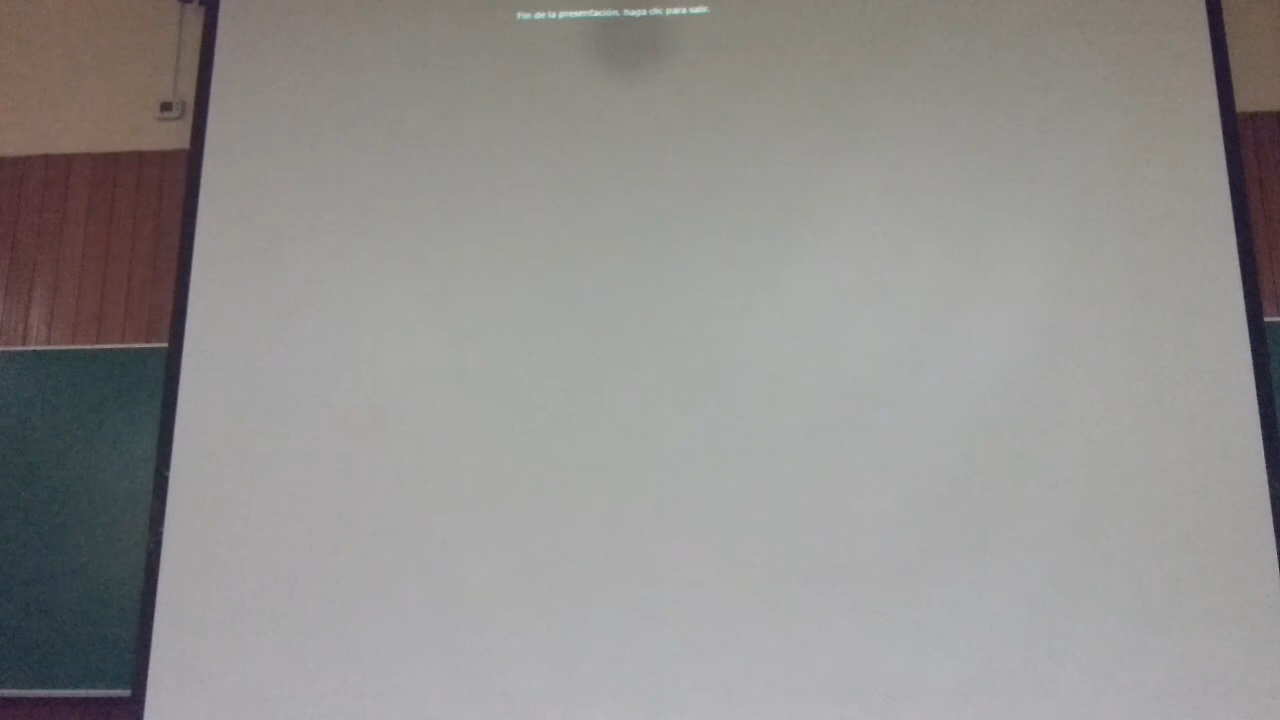 Fin de la presentación, haga clic para salir.